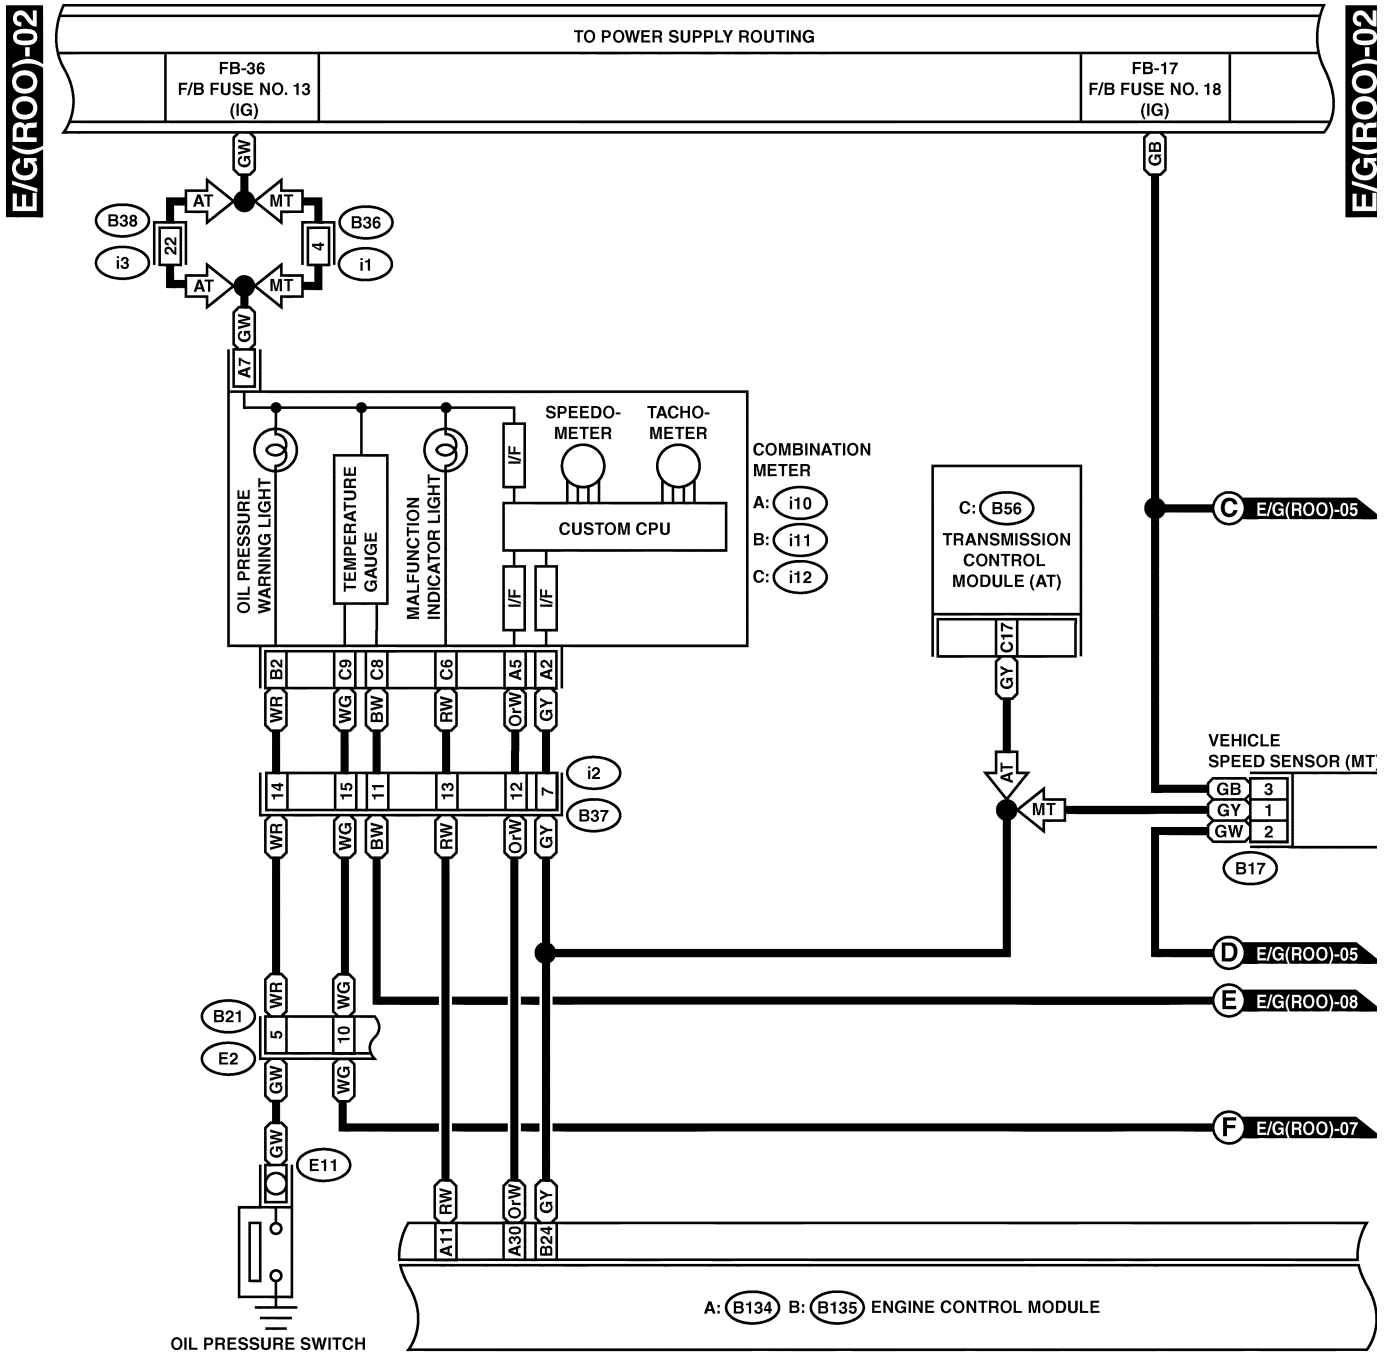 E/G(ROO)-02
E/G(ROO)-02
TO POWER SUPPLY ROUTING
FB-36
F/B FUSE NO. 13
(IG)
FB-17
F/B FUSE NO. 18
(IG)
GW
GB
AT
MT
B38
22
4
B36
i3
i1
AT
MT
GW
A7
OIL PRESSURE
WARNING LIGHT
TEMPERATURE
GAUGE
MALFUNCTION
INDICATOR LIGHT
I/F
SPEEDO-
METER
TACHO-
METER
CUSTOM CPU
I/F
I/F
COMBINATION
METER
A: i10
B: i11
C: i12
C: B56
TRANSMISSION
CONTROL
MODULE (AT)
C17
GY
AT
MT
C E/G(ROO)-05
B2
C9
C8
C6
A5
A2
WR
WG
BW
RW
OrW
GY
14
15
11
13
12
7
i2
B37
WR
WG
BW
RW
OrW
GY
VEHICLE
SPEED SENSOR (MT)
GB 3
GY 1
GW 2
B17
D E/G(ROO)-05
E E/G(ROO)-08
WR
WG
B21
5
10
E2
GW
WG
F E/G(ROO)-07
GW
E11
RW
OrW
GY
A11
A30
B24
A: B134 B: B135 ENGINE CONTROL MODULE
OIL PRESSURE SWITCH